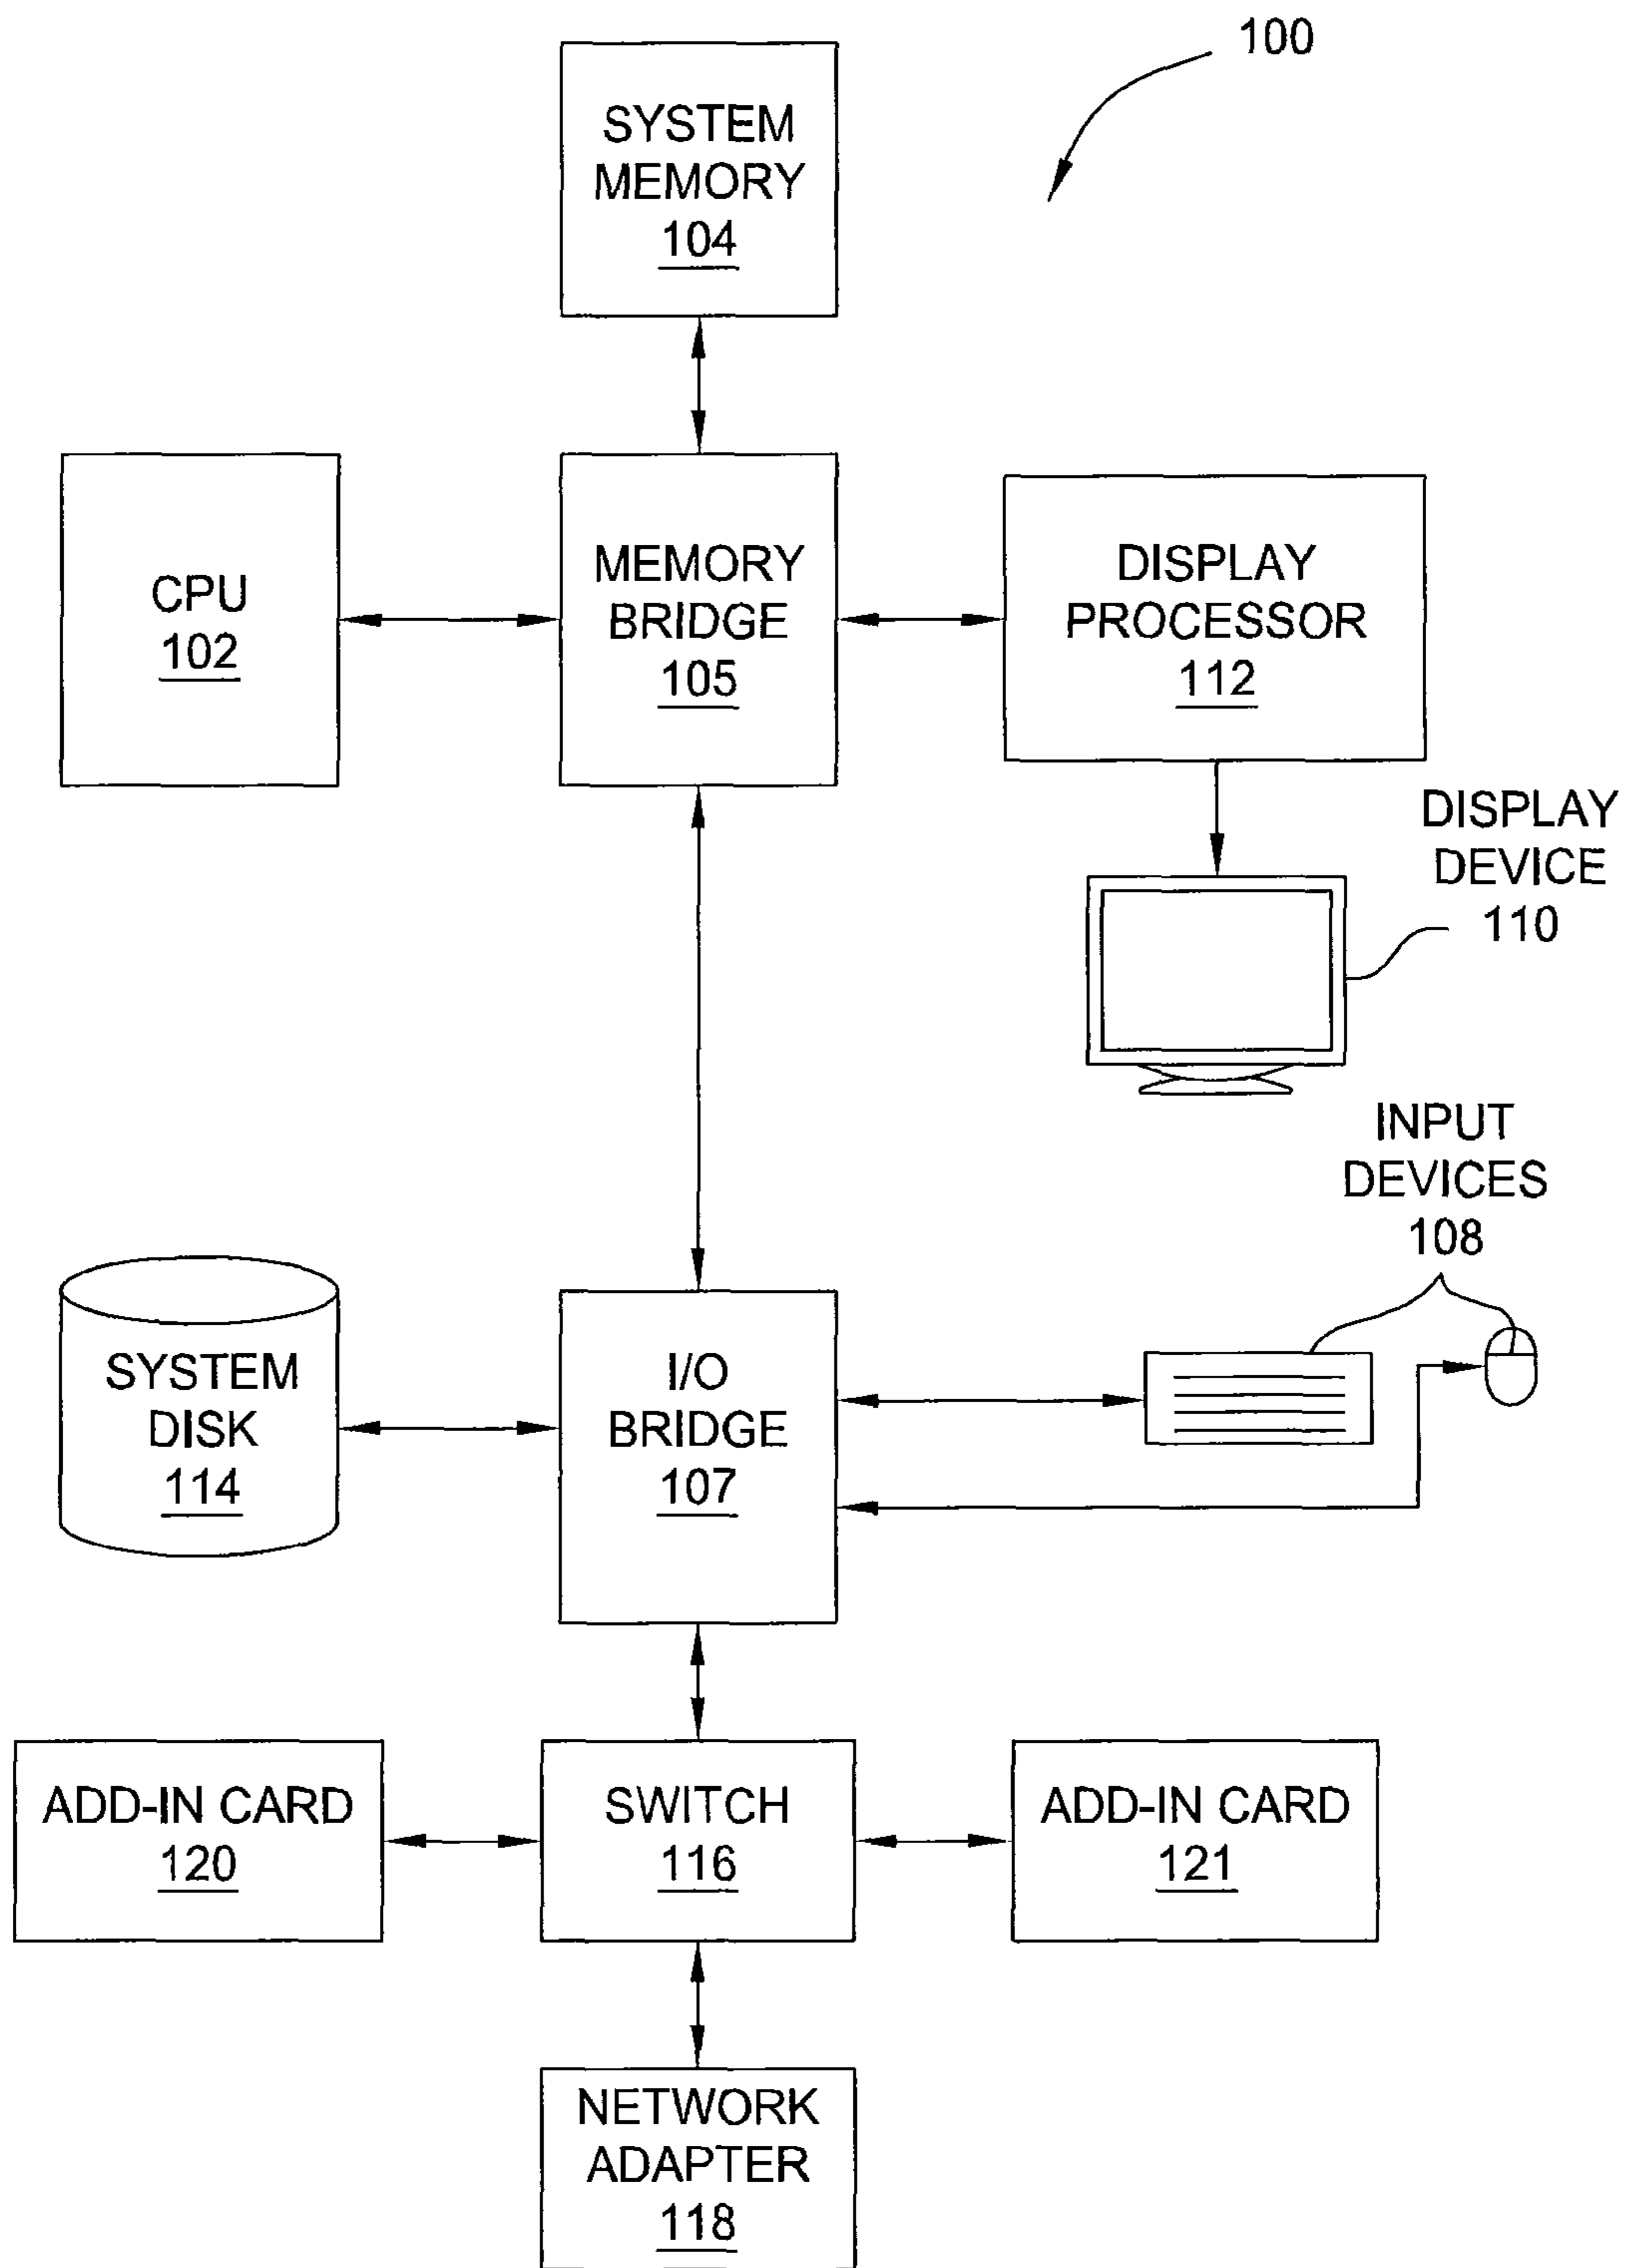 100
SYSTEM
MEMORY
104
CPU
102
MEMORY
BRIDGE
105
DISPLAY
PROCESSOR
112
DISPLAY
DEVICE
110
INPUT
DEVICES
108
SYSTEM
DISK
114
I/O
BRIDGE
107
ADD-IN CARD
120
SWITCH
116
ADD-IN CARD
121
NETWORK
ADAPTER
118